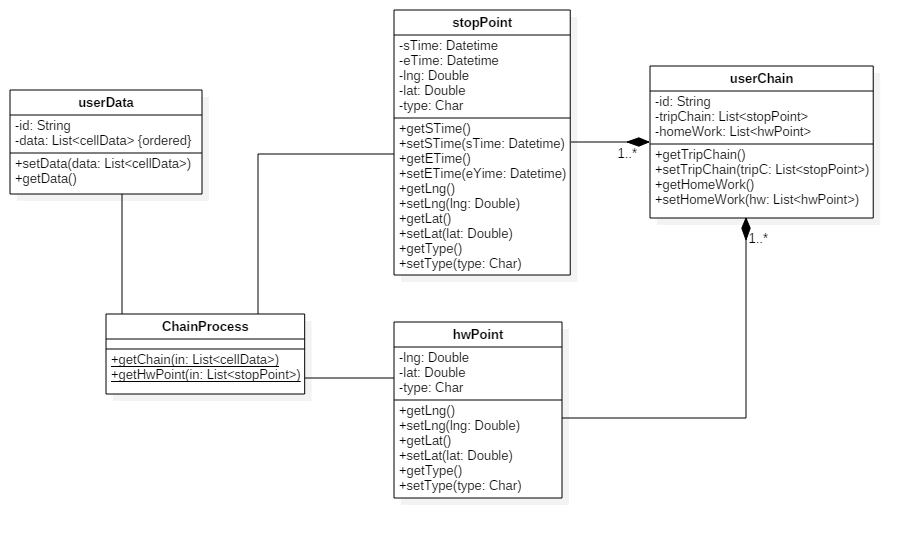 stopPoint
-sTime: Datetime
-eTime: Datetime
-lng: Double
-lat: Double
-type: Char
+getSTime()
+setSTime(sTime: Datetime)
+getETime()
+setETime(eYime: Datetime)
+getLng()
+setLng(lng: Double)
+getLat()
+setLat(lat: Double)
+getType()
+setType(type: Char)
userChain
-id: String
-tripChain: List<stopPoint>
-homeWork: List<hwPoint>
+getTripChain()
+setTripChain(tripC: List<stopPoint>)
+getHomeWork()
+setHomeWork(hw: List<hwPoint>)
1..*
1..*
userData
-id: String
-data: List<cellData> {ordered}
+setData(data: List<cellData>)
+getData()
ChainProcess
+getChain(in: List<cellData>)
+getHwPoint(in: List<stopPoint>)
hwPoint
-lng: Double
-lat: Double
-type: Char
+getLng()
+setLng(lng: Double)
+getLat()
+setLat(lat: Double)
+getType()
+setType(type: Char)